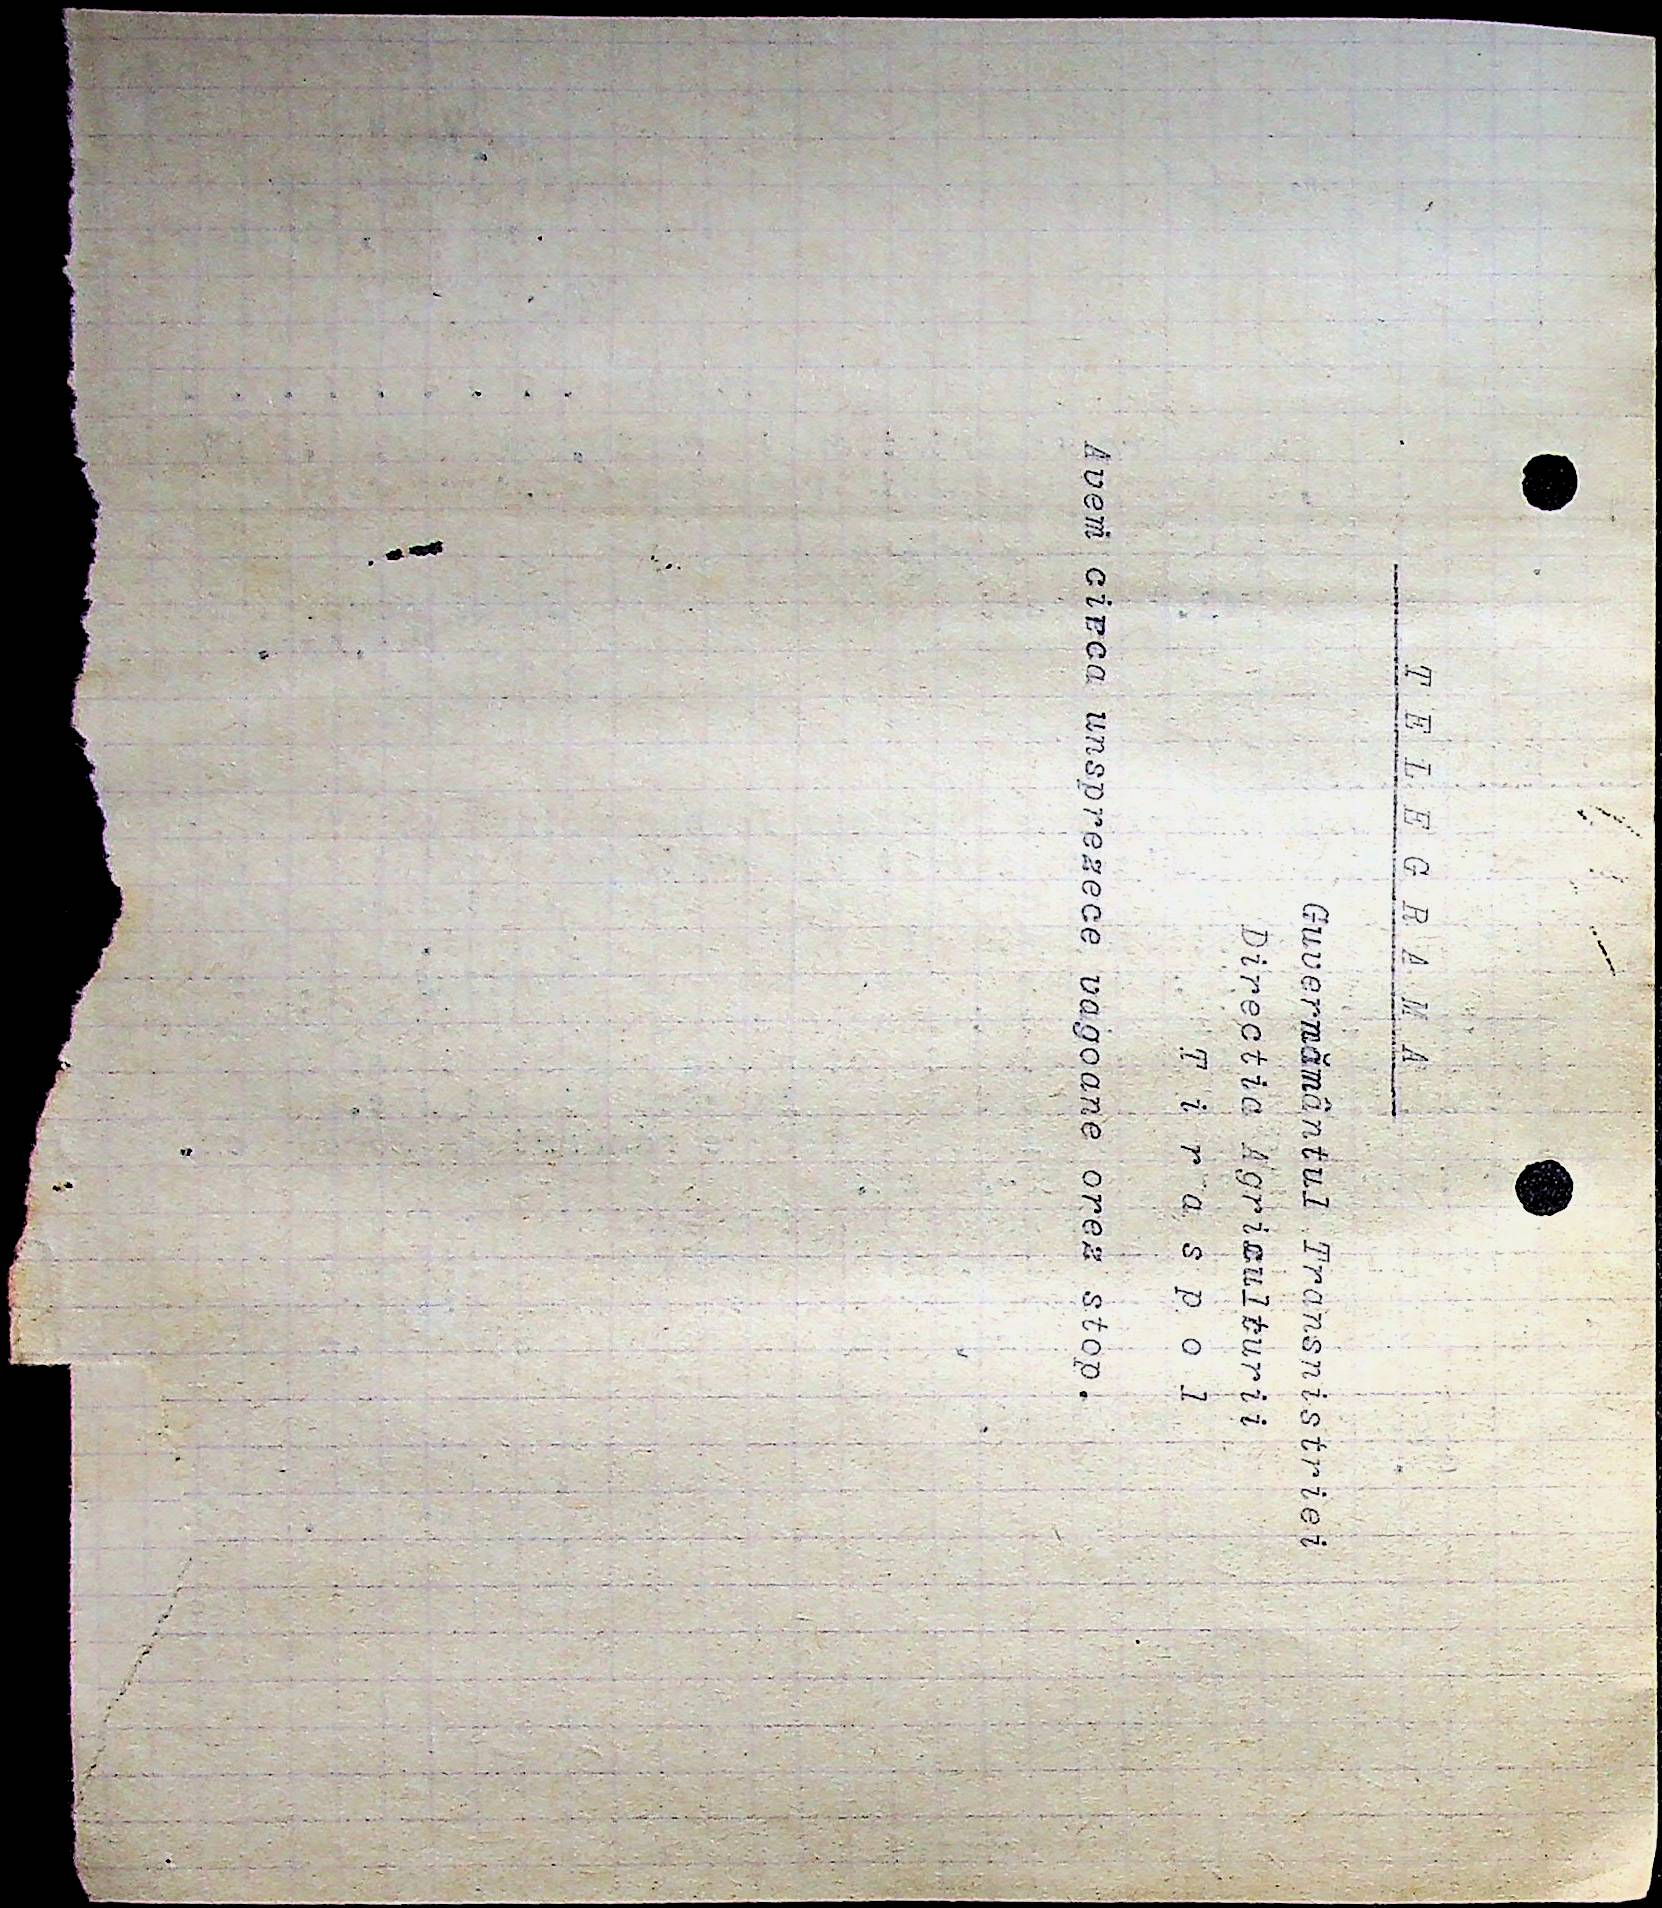 T E L E G R A M A
Guvernământul Transnistriei
Directia Agriculturii
T i r a s p o l
Avem circa unsprezece vagoane orez stop.